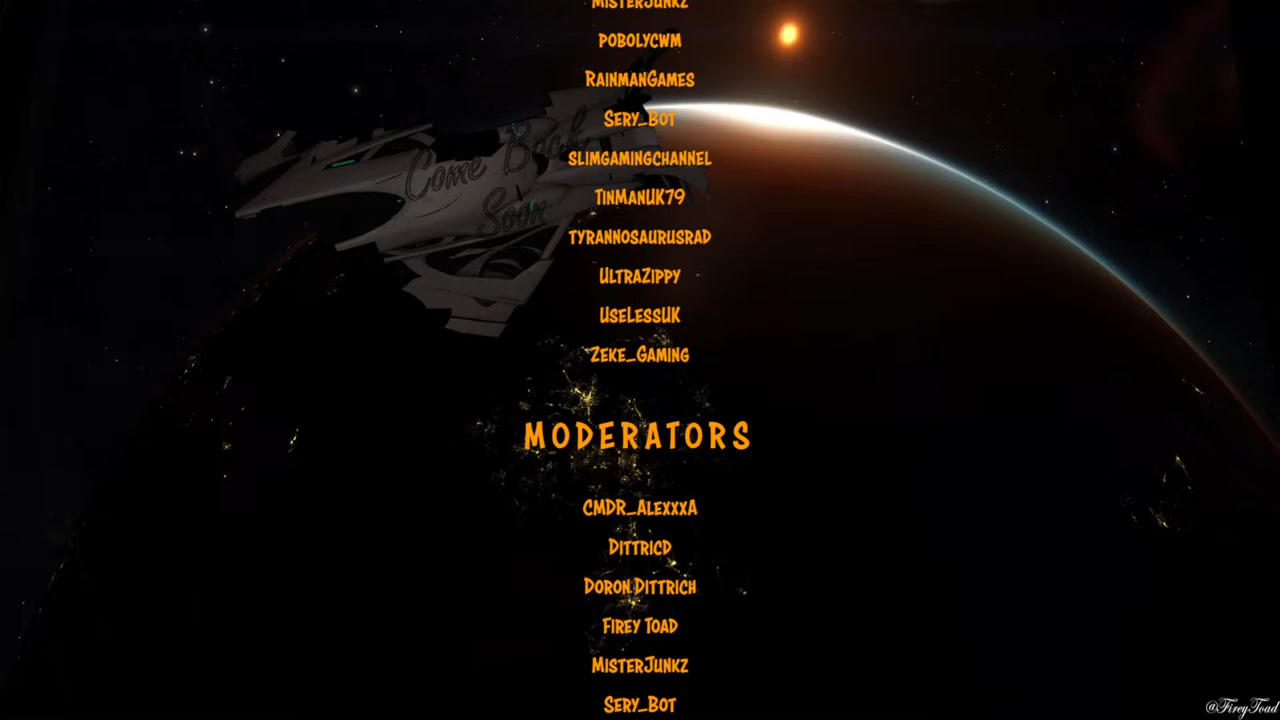 MisterJunkz
pobolycwm
RainmanGames
Sery_Bot
slimgamingchannel
TinManUK79
tyrannosaurusrad
UltraZippy
UseLessUK
Zeke_Gaming
Come Back
Soon
MODERATORS
CMDR_AlexxxA
DittricD
Doron Dittrich
Firey Toad
MisterJunkz
Sery_Bot
@FireyToad